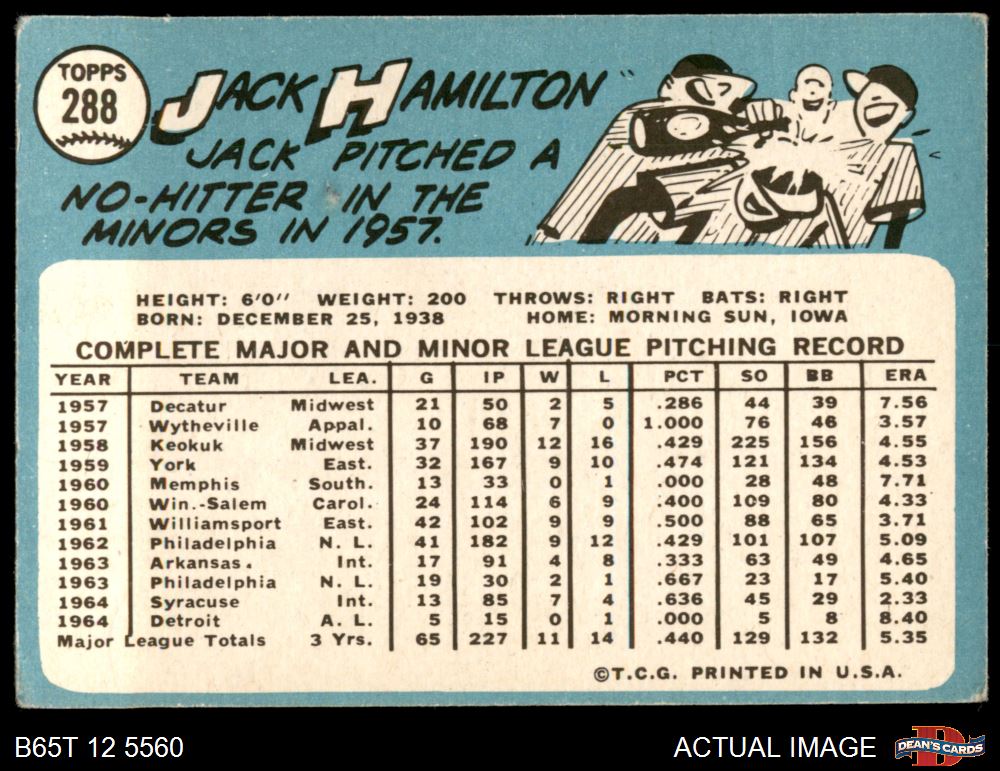 TOPPS
288
JACK HAMILTON
JACK PITCHED A
NO-HITTER IN THE
MINORS IN 1957.
HEIGHT: 6'0" WEIGHT: 200 THROWS: RIGHT BATS: RIGHT
BORN: DECEMBER 25, 1938 HOME: MORNING SUN, IOWA
COMPLETE MAJOR AND MINOR LEAGUE PITCHING RECORD
YEAR TEAM LEA. G IP W L PCT SO BB ERA
1957 Decatur Midwest 21 50 2 5 .286 44 39 7.56
1957 Wytheville Appal. 10 68 7 0 1.000 76 46 3.57
1958 Keokuk Midwest 37 190 12 16 .429 225 156 4.55
1959 York East. 32 167 9 10 .474 121 134 4.53
1960 Memphis South. 13 33 0 1 .000 28 48 7.71
1960 Win.-Salem Carol. 24 114 6 9 .400 109 80 4.33
1961 Williamsport East. 42 102 9 9 .500 88 65 3.71
1962 Philadelphia N. L. 41 182 9 12 .429 101 107 5.09
1963 Arkansas. Int. 17 91 4 8 .333 63 49 4.65
1963 Philadelphia N. L. 19 30 2 1 .667 23 17 5.40
1964 Syracuse Int. 13 85 7 4 .636 45 29 2.33
1964 Detroit A. L. 5 15 0 1 .000 5 8 8.40
Major League Totals 3 Yrs. 65 227 11 14 .440 129 132 5.35
©T.C.G. PRINTED IN U.S.A.
B65T 12 5560 ACTUAL IMAGE DEAN'S CARDS